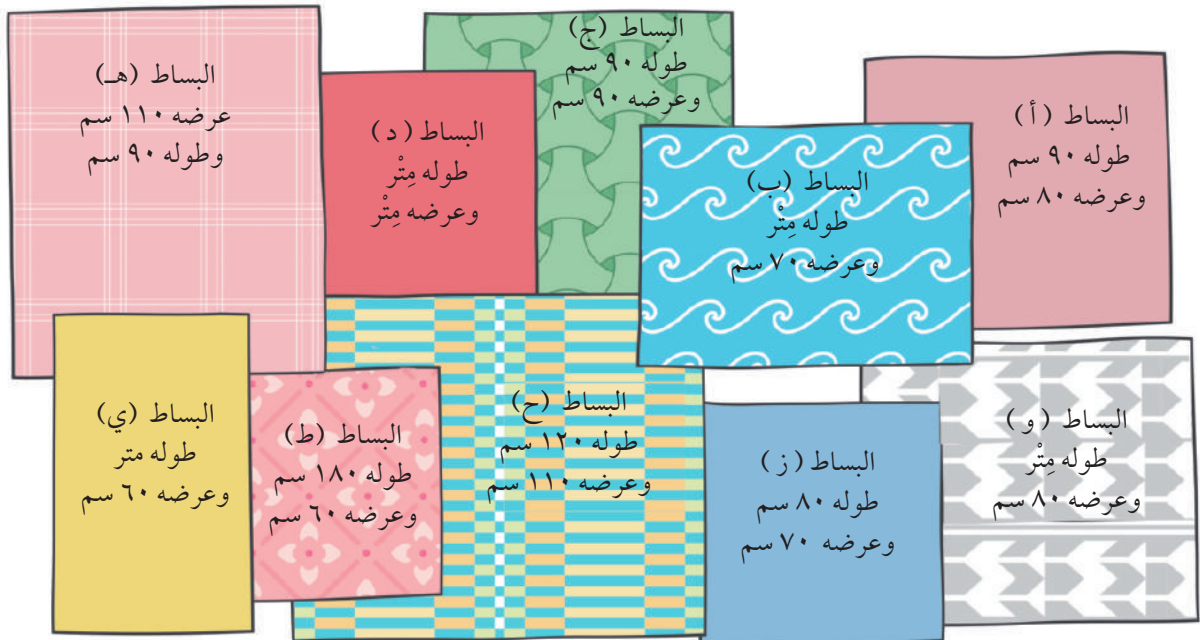 البساط (أ)
طوله ٩٠ سم
وعرضه ٨٠ سم
البساط (ب)
طوله مِتْر
وعرضه ٧٠ سم
البساط (ج)
طوله ٩٠ سم
وعرضه ٩٠ سم
البساط (د)
طوله مِتْر
وعرضه مِتْر
البساط (هـ)
عرضه ١١٠ سم
وطوله ٩٠ سم
البساط (و)
طوله مِتْر
وعرضه ٨٠ سم
البساط (ز)
طوله ٨٠ سم
وعرضه ٧٠ سم
البساط (ح)
طوله ١٢٠ سم
وعرضه ١١٠ سم
البساط (ط)
طوله ١٨٠ سم
وعرضه ٦٠ سم
البساط (ي)
طوله متر
وعرضه ٦٠ سم